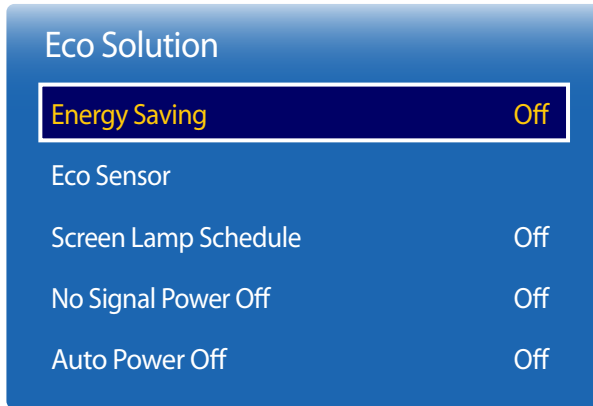 Eco Solution
Energy Saving Off
Eco Sensor
Screen Lamp Schedule Off
No Signal Power Off Off
Auto Power Off Off